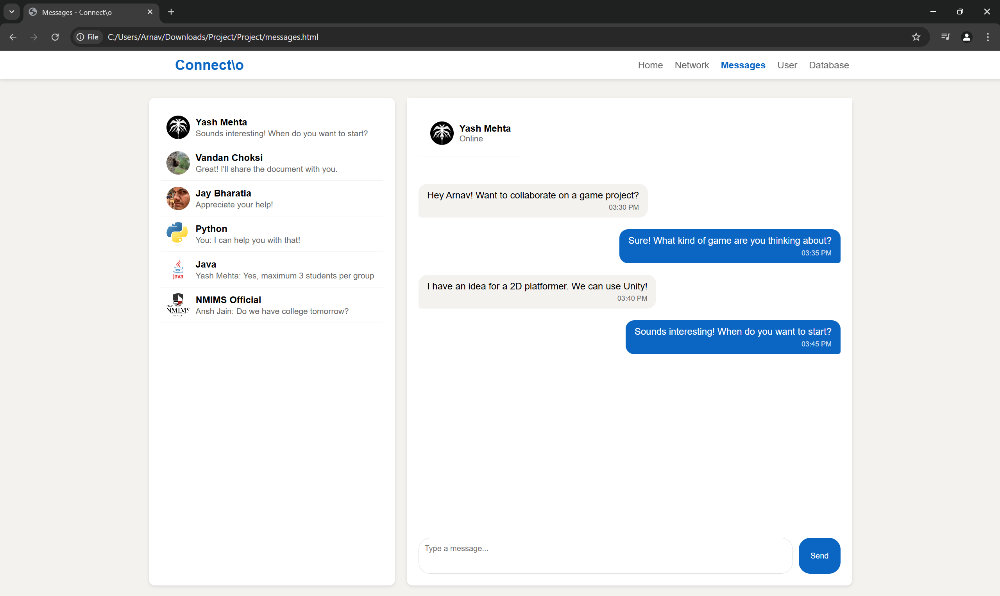 Messages - Connect\o
File
C:/Users/Arnav/Downloads/Project/Project/messages.html
Connect\o
Home
Network
Messages
User
Database
Yash Mehta
Sounds interesting! When do you want to start?
Vandan Choksi
Great! I'll share the document with you.
Jay Bharatia
Appreciate your help!
Python
You: I can help you with that!
Java
Java
Yash Mehta: Yes, maximum 3 students per group
NMIMS
NMIMS Official
Ansh Jain: Do we have college tomorrow?
Yash Mehta
Online
Hey Arnav! Want to collaborate on a game project?
03:30 PM
Sure! What kind of game are you thinking about?
03:35 PM
I have an idea for a 2D platformer. We can use Unity!
03:40 PM
Sounds interesting! When do you want to start?
03:45 PM
Type a message...
Send